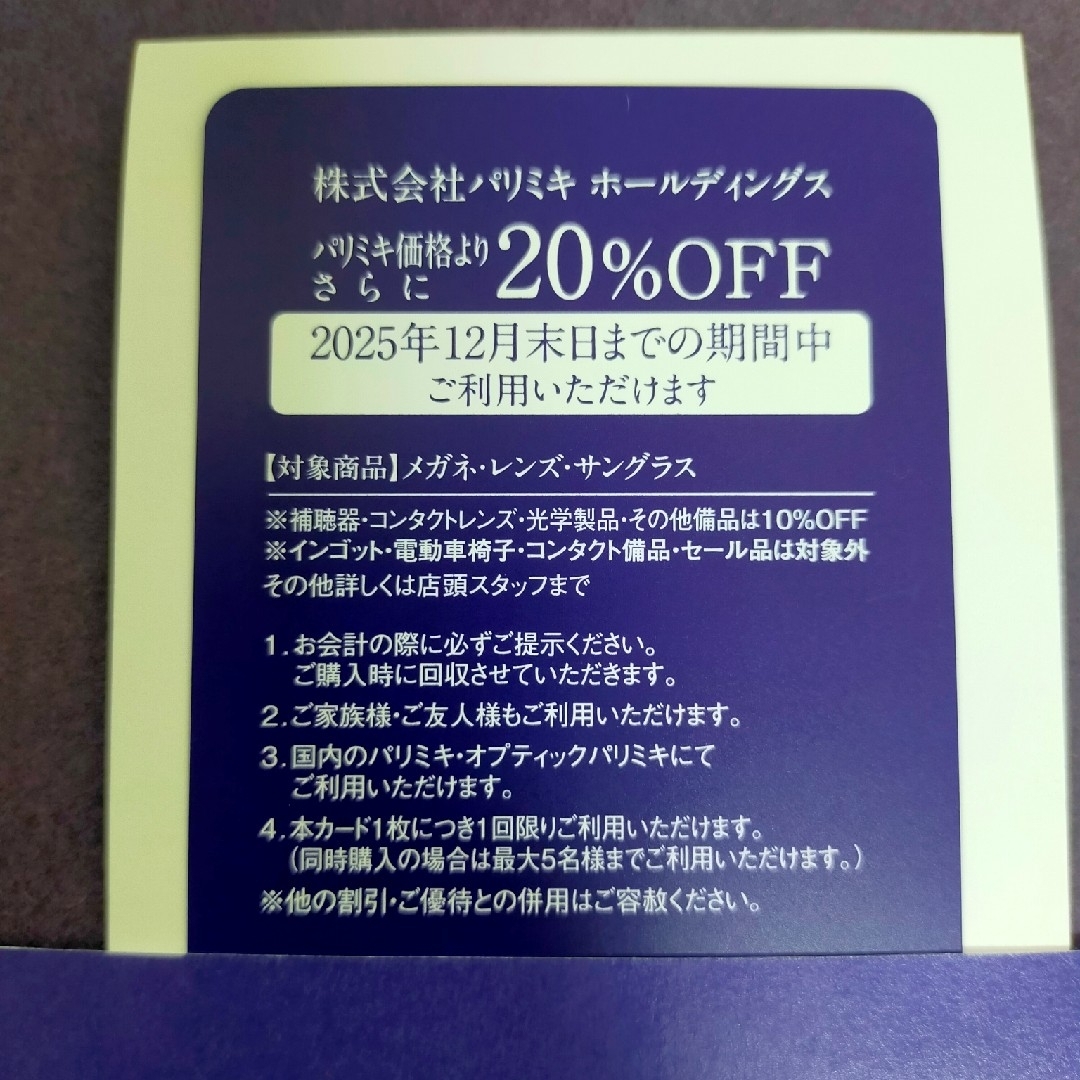 株式会社パリミキ ホールディングス
パリミキ価格より
さらに
20%OFF
2025年12月末日までの期間中
ご利用いただけます
【対象商品】メガネ・レンズ・サングラス
※補聴器・コンタクトレンズ・光学製品・その他備品は10%OFF
※インゴット・電動車椅子・コンタクト備品・セール品は対象外
その他詳しくは店頭スタッフまで
1.お会計の際に必ずご提示ください。
ご購入時に回収させていただきます。
2.ご家族様・ご友人様もご利用いただけます。
3.国内のパリミキ・オプティックパリミキにて
ご利用いただけます。
4.本カード1枚につき1回限りご利用いただけます。
（同時購入の場合は最大5名様までご利用いただけます。）
※他の割引・ご優待との併用はご容赦ください。